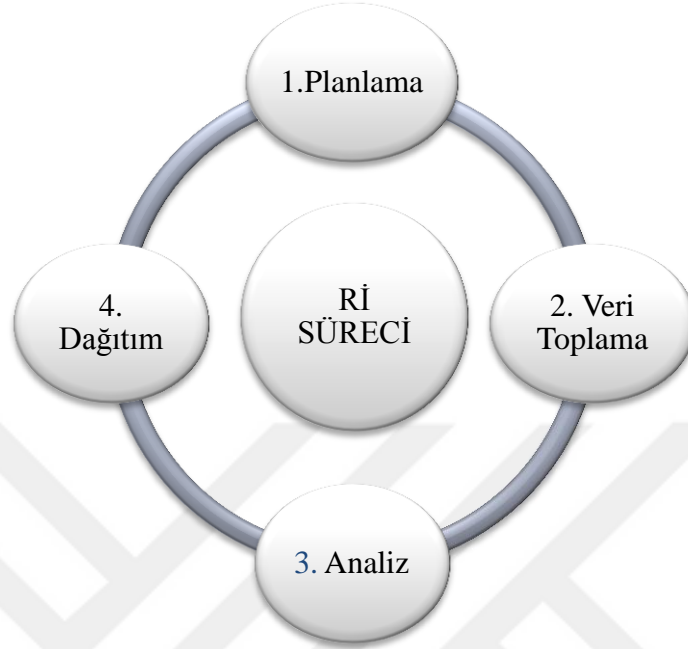 1.Planlama
Rİ
SÜRECİ
2. Veri
Toplama
3. Analiz
4.
Dağıtım